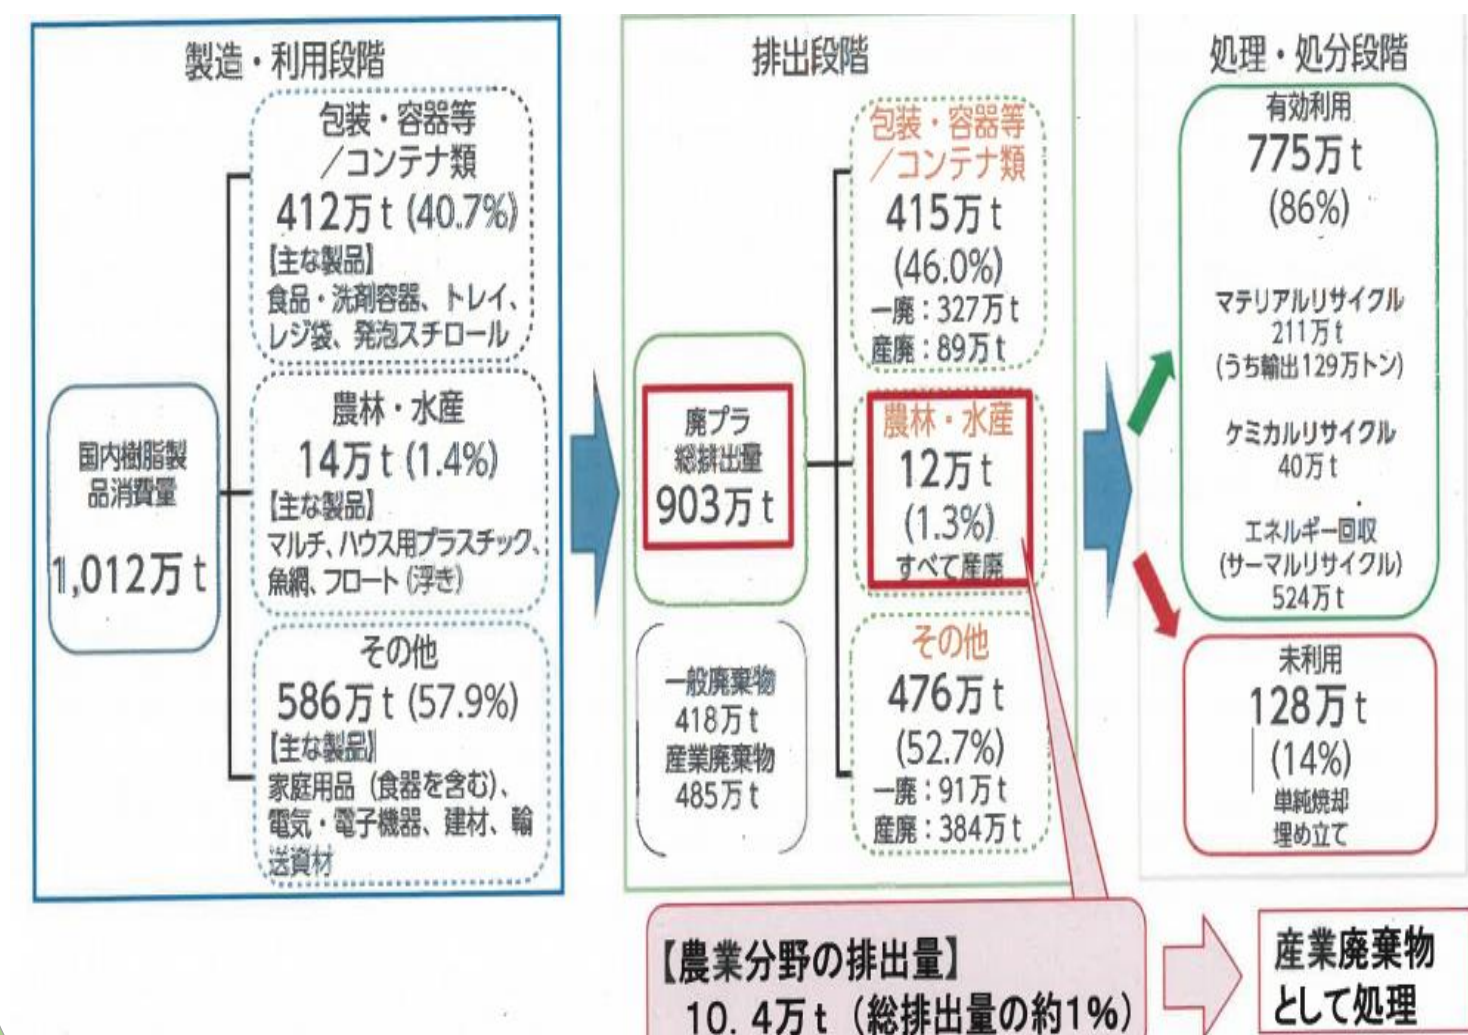 製造・利用段階
国内樹脂製
品消費量
1,012万t
包装・容器等
/コンテナ類
412万t (40.7%)
【主な製品】
食品・洗剤容器、トレイ、
レジ袋、発泡スチロール
農林・水産
14万t (1.4%)
【主な製品】
マルチ、ハウス用プラスチック、
魚網、フロート(浮き)
その他
586万t (57.9%)
【主な製品】
家庭用品(食器を含む)、
電気・電子機器、建材、輸
送資材
排出段階
廃プラ
総排出量
903万t
一般廃棄物
418万t
産業廃棄物
485万t
包装・容器等
/コンテナ類
415万t
(46.0%)
一廃:327万t
産廃:89万t
農林・水産
12万t
(1.3%)
すべて産廃
その他
476万t
(52.7%)
一廃:91万t
産廃:384万t
処理・処分段階
有効利用
775万t
(86%)
マテリアルリサイクル
211万t
(うち輸出129万トン)
ケミカルリサイクル
40万t
エネルギー回収
(サーマルリサイクル)
524万t
未利用
128万t
(14%)
単純焼却
埋め立て
【農業分野の排出量】
10.4万t(総排出量の約1%)
産業廃棄物
として処理